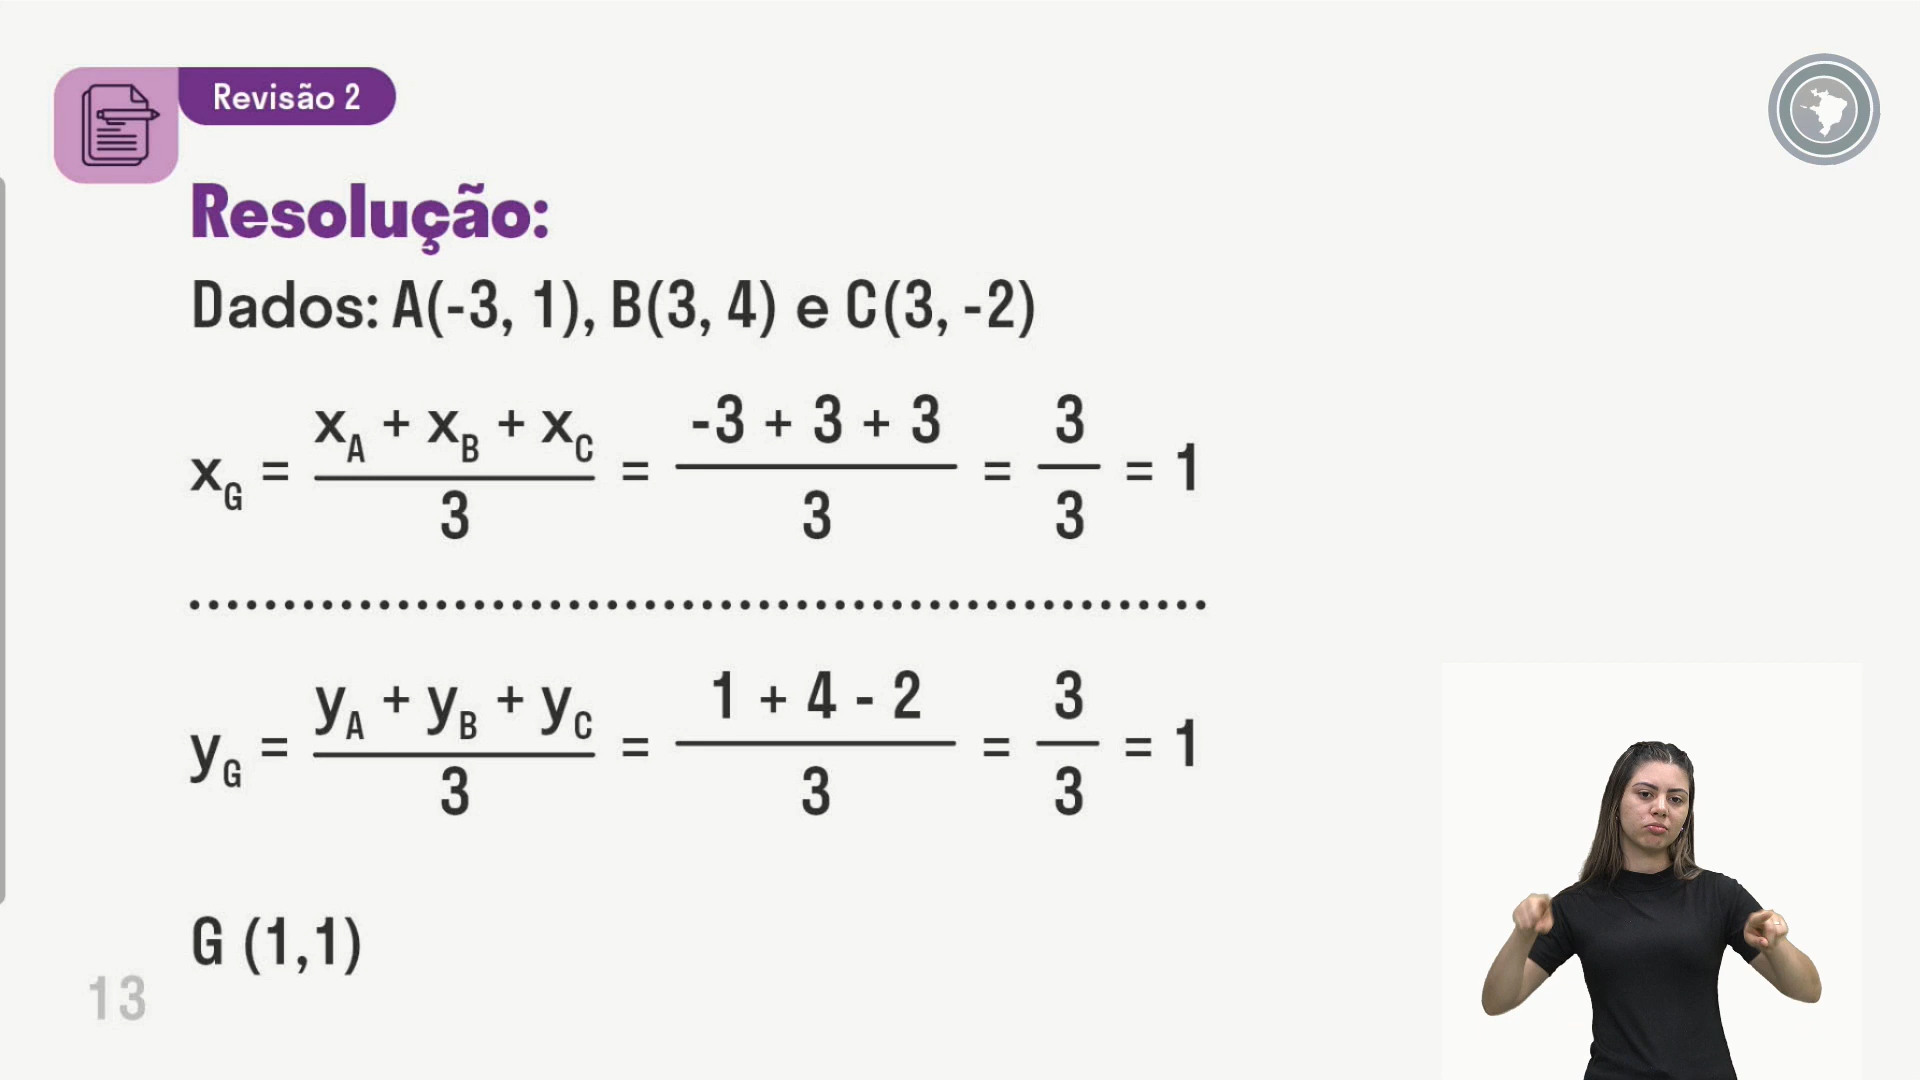 Revisão 2
Resolução:
Dados: A(-3, 1), B(3, 4) e C(3, -2)
x_G = (x_A + x_B + x_C)/3 = (-3 + 3 + 3)/3 = 3/3 = 1
y_G = (y_A + y_B + y_C)/3 = (1 + 4 - 2)/3 = 3/3 = 1
G (1,1)
13